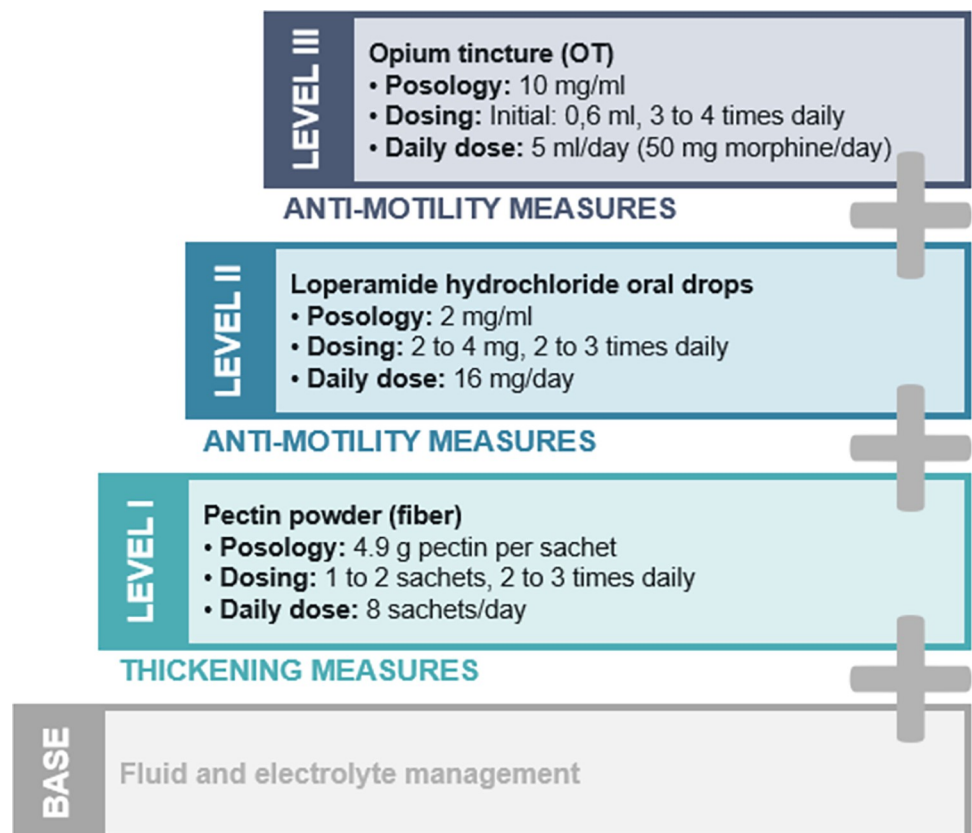 LEVEL III
Opium tincture (OT)
• Posology: 10 mg/ml
• Dosing: Initial: 0,6 ml, 3 to 4 times daily
• Daily dose: 5 ml/day (50 mg morphine/day)
ANTI-MOTILITY MEASURES
LEVEL II
Loperamide hydrochloride oral drops
• Posology: 2 mg/ml
• Dosing: 2 to 4 mg, 2 to 3 times daily
• Daily dose: 16 mg/day
ANTI-MOTILITY MEASURES
LEVEL I
Pectin powder (fiber)
• Posology: 4.9 g pectin per sachet
• Dosing: 1 to 2 sachets, 2 to 3 times daily
• Daily dose: 8 sachets/day
THICKENING MEASURES
BASE
Fluid and electrolyte management